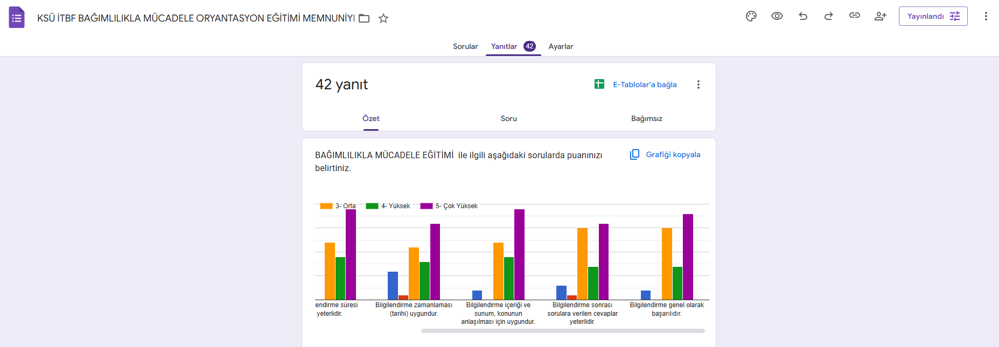 KSÜ İTBF BAĞIMLILIKLA MÜCADELE ORYANTASYON EĞİTİMİ MEMNUNİYI
Yayınlandı
Sorular
Yanıtlar
42
Ayarlar
42 yanıt
E-Tablolar'a bağla
Özet
Soru
Bağımsız
BAĞIMLILIKLA MÜCADELE EĞİTİMİ ile ilgili aşağıdaki sorularda puanınızı
belirtiniz.
Grafiği kopyala
3- Orta
4- Yüksek
5- Çok Yüksek
endirme süresi
yeterlidir.
Bilgilendirme zamanlaması
(tarihi) uygundur.
Bilgilendirme içeriği ve
sunum, konunun
anlaşılması için uygundur.
Bilgilendirme sonrası
sorulara verilen cevaplar
yeterlidir.
Bilgilendirme genel olarak
başarılıdır.